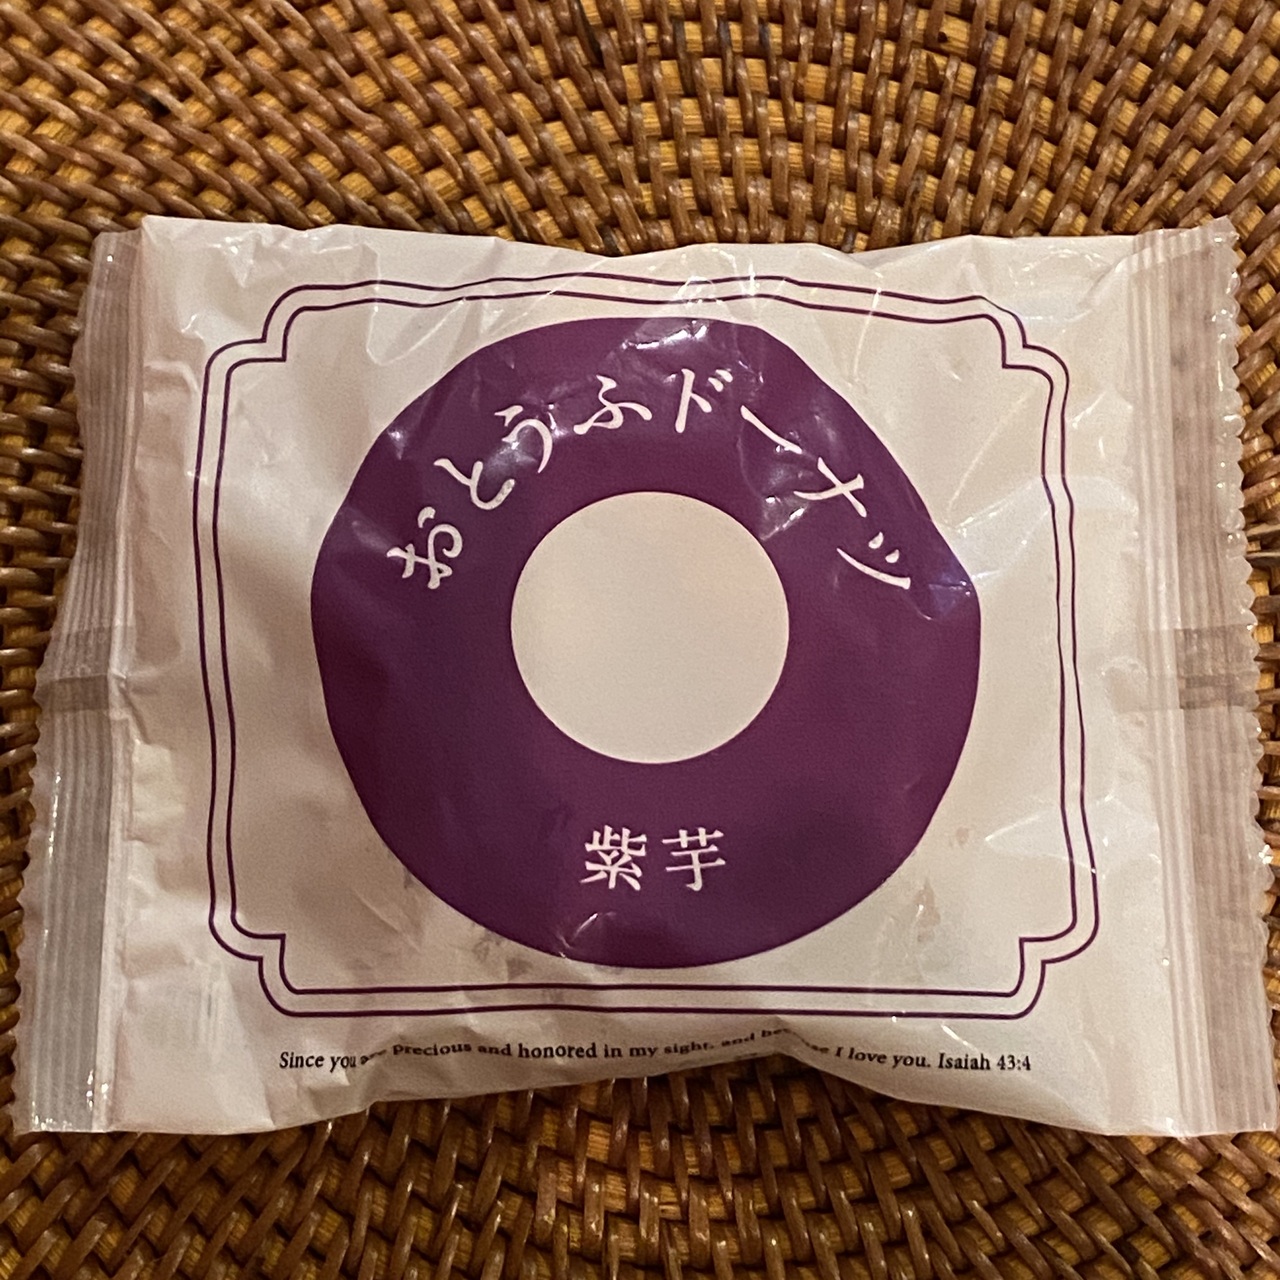 おとうふドーナツ
紫芋
Since you are precious and honored in my sight, and because I love you. Isaiah 43:4